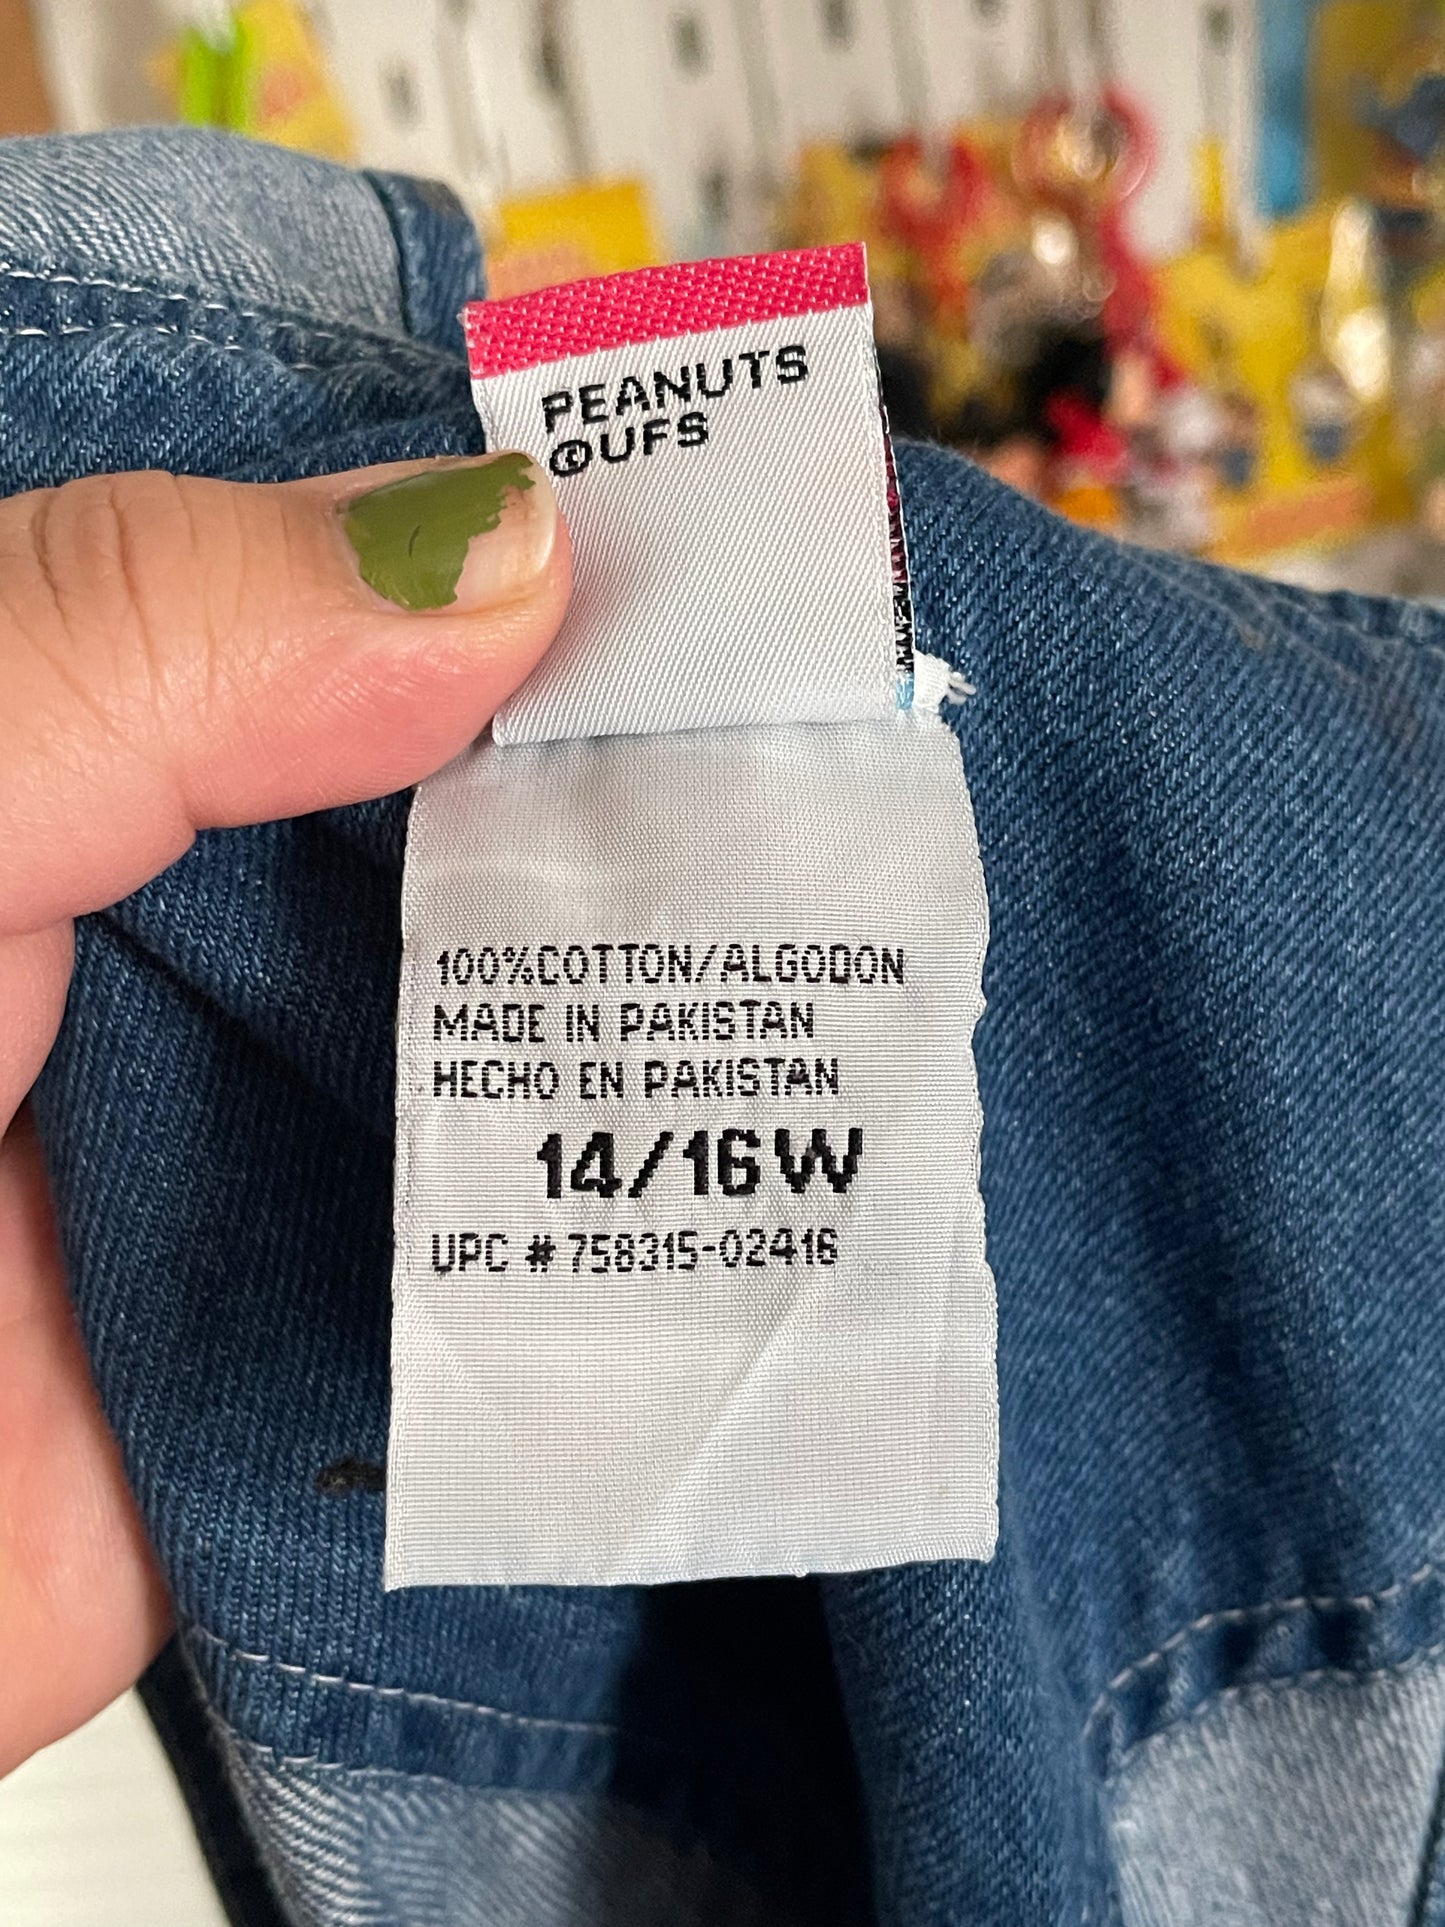 PEANUTS
©UFS
100%COTTON/ALGODON
MADE IN PAKISTAN
HECHO EN PAKISTAN
14/16W
UPC # 758315-02416